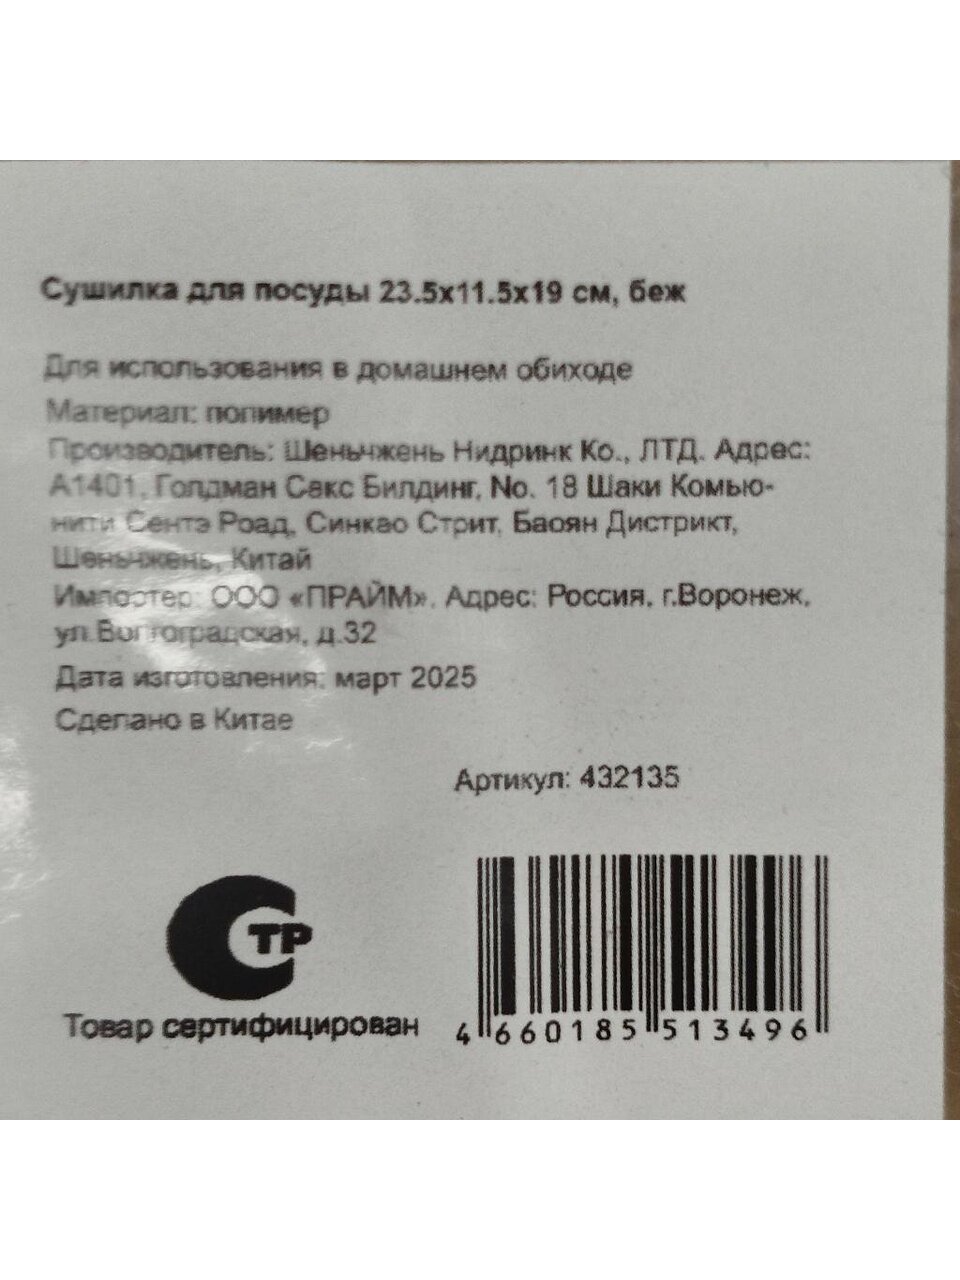 Сушилка для посуды 23.5x11.5x19 см, беж
Для использования в домашнем обиходе
Материал: полимер
Производитель: Шеньчжень Нидринк Ко., ЛТД. Адрес:
А1401, Голдман Сакс Билдинг, No. 18 Шаки Комью-
нити Сентэ Роад, Синкао Стрит, Баоян Дистрикт,
Шеньчжень, Китай
Импортер: ООО «ПРАЙМ». Адрес: Россия, г.Воронеж,
ул.Волгоградская, д.32
Дата изготовления: март 2025
Сделано в Китае
Артикул: 432135
СТР
Товар сертифицирован
4 660185 513496